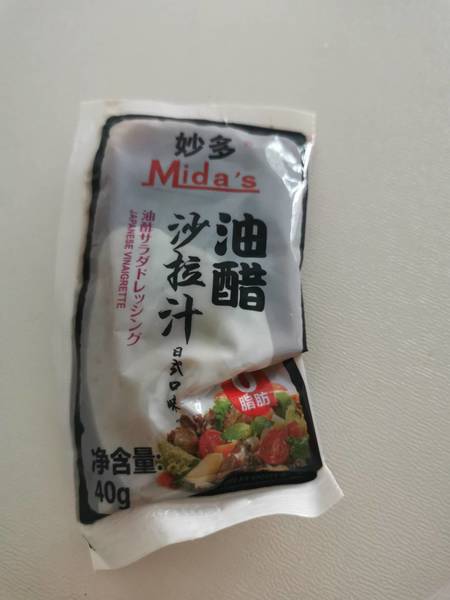 妙多
Mida's
油醋
沙拉汁
日式口味
油酢サラダドレッシング
JAPANESE VINAIGRETTE
0
脂肪
净含量:
40g